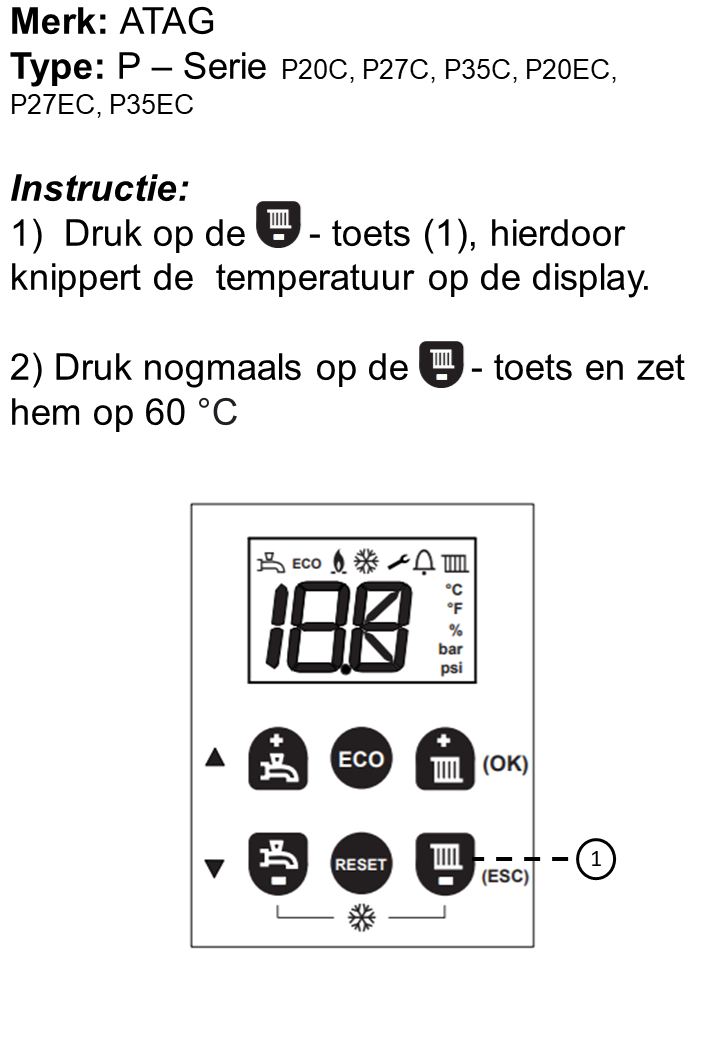 Merk: ATAG
Type: P – Serie P20C, P27C, P35C, P20EC,
P27EC, P35EC
Instructie:
1) Druk op de - toets (1), hierdoor
knippert de temperatuur op de display.
2) Druk nogmaals op de - toets en zet
hem op 60 °C
ECO
18.8
°C
°F
%
bar
psi
ECO
(OK)
RESET
(ESC)
1